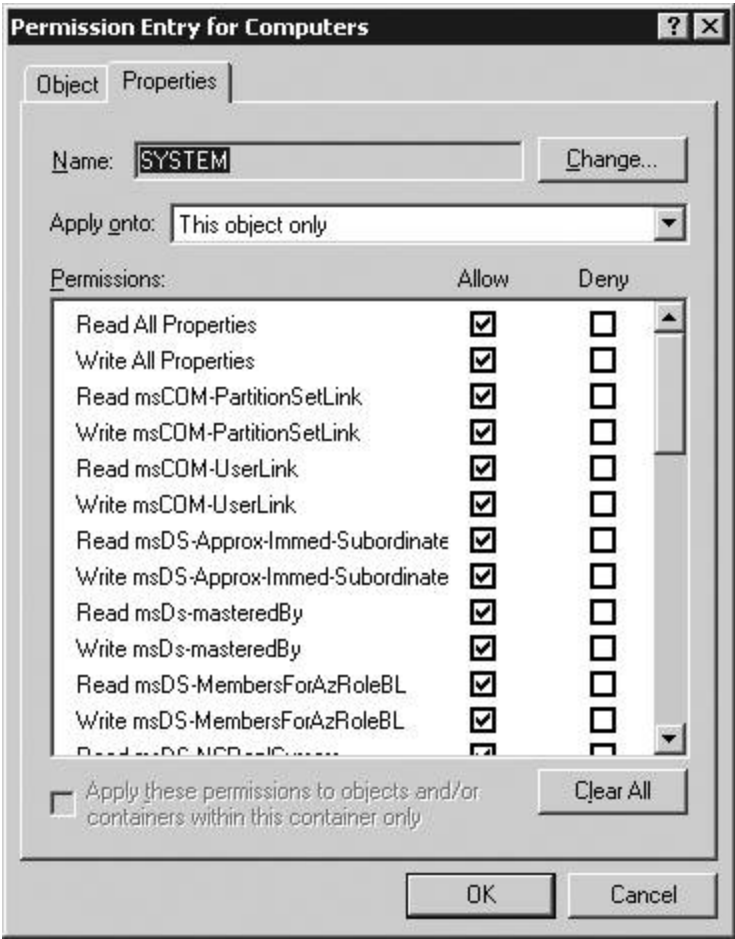 Permission Entry for Computers
Object Properties
Name: SYSTEM Change...
Apply onto: This object only
Permissions: Allow Deny
Read All Properties
Write All Properties
Read msCOM-PartitionSetLink
Write msCOM-PartitionSetLink
Read msCOM-UserLink
Write msCOM-UserLink
Read msDS-Approx-Immed-Subordinate
Write msDS-Approx-Immed-Subordinate
Read msDs-masteredBy
Write msDs-masteredBy
Read msDS-MembersForAzRoleBL
Write msDS-MembersForAzRoleBL
Apply these permissions to objects and/or
containers within this container only
Clear All
OK Cancel